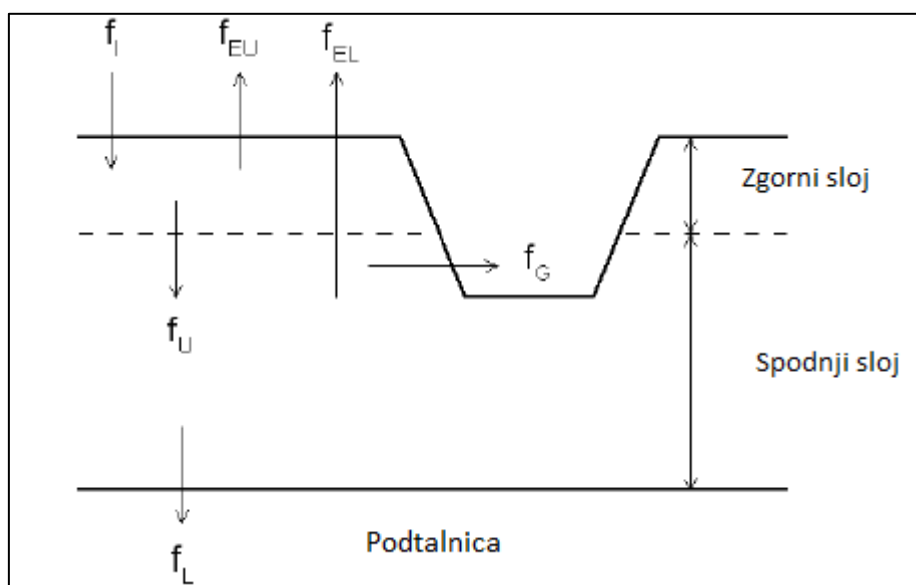 f_I f_EU f_EL
Zgorni sloj
f_G
f_U
Spodnji sloj
Podtalnica
f_L